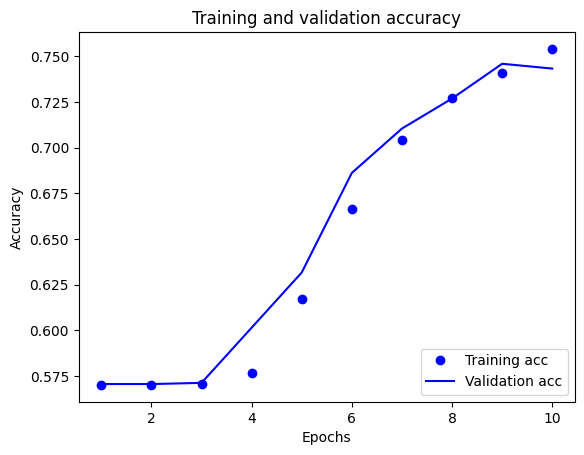 Training and validation accuracy
Accuracy
0.750
0.725
0.700
0.675
0.650
0.625
0.600
0.575
Training acc
Validation acc
2
4
6
8
10
Epochs